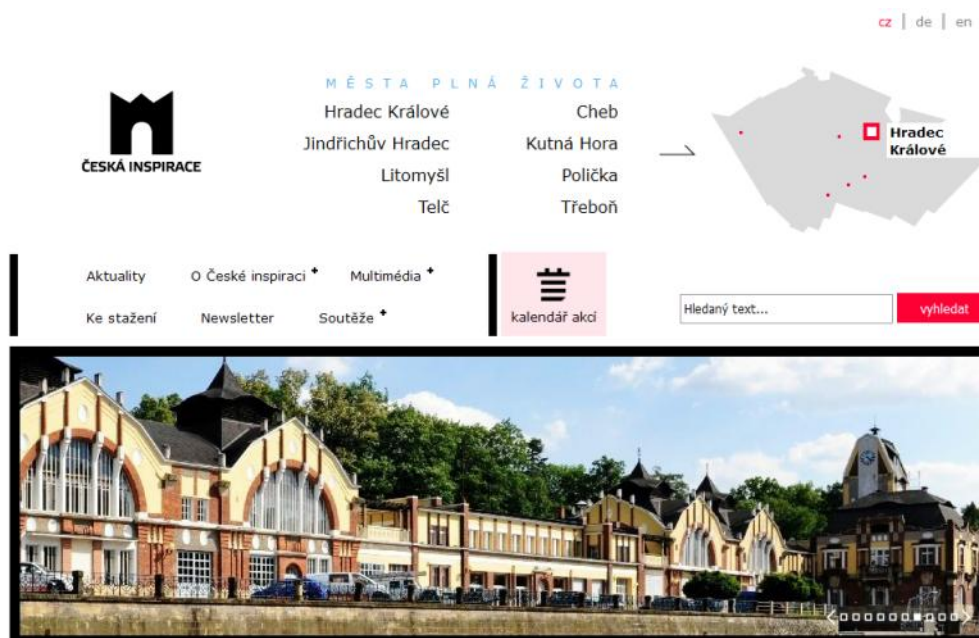 cz | de | en
MĚSTA PLNÁ ŽIVOTA
Hradec Králové
Cheb
Jindřichův Hradec
Kutná Hora
Litomyšl
Polička
Telč
Třeboň
ČESKÁ INSPIRACE
Hradec
Králové
Aktuality
O České inspiraci +
Multimédia +
Ke stažení
Newsletter
Soutěže +
kalendář akcí
Hledaný text...
vyhledat